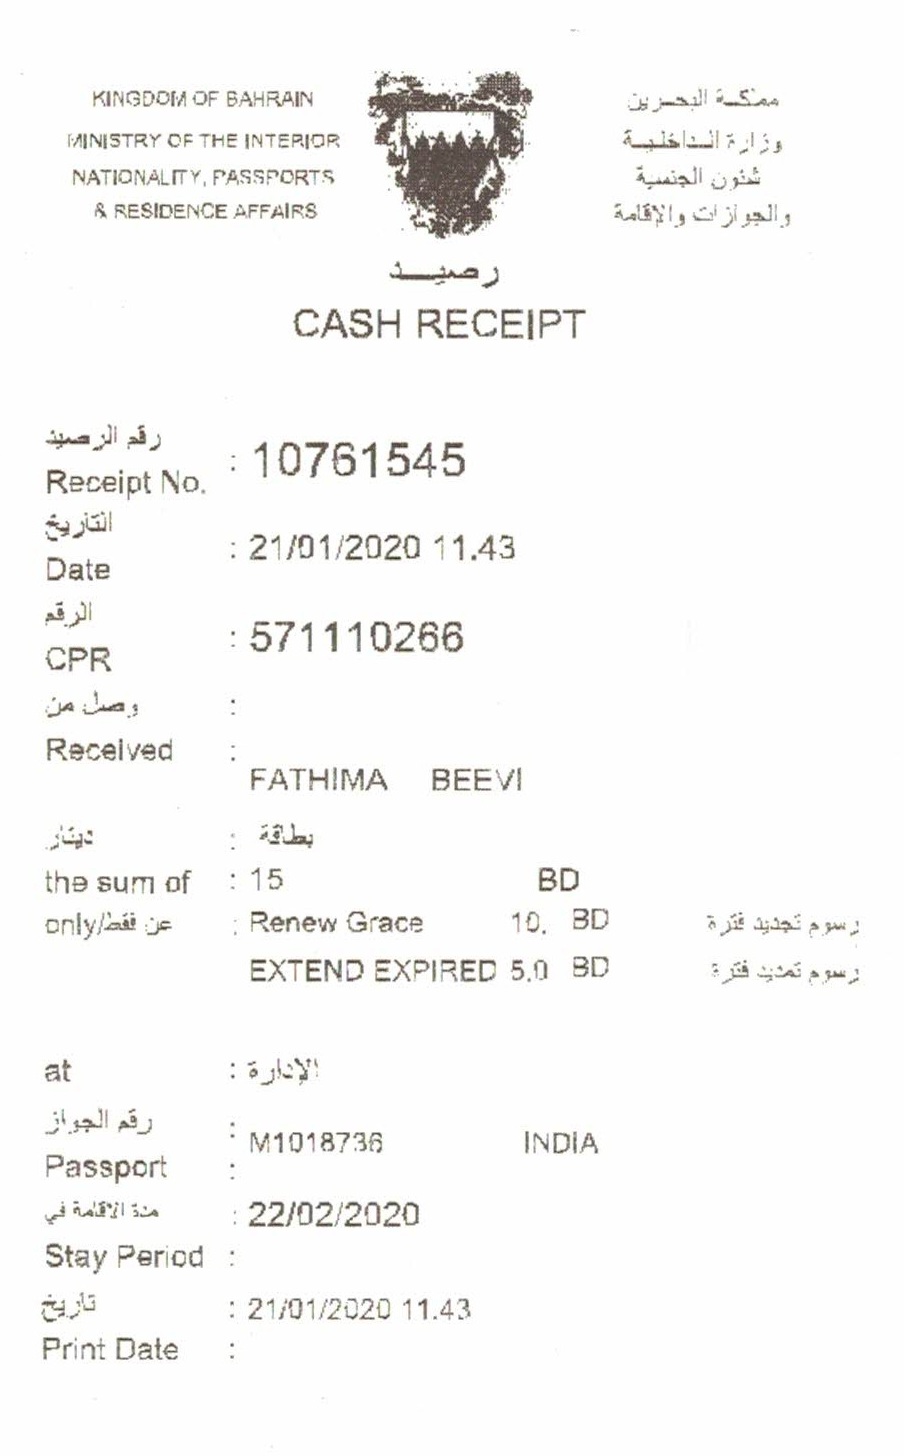 KINGDOM OF BAHRAIN
MINISTRY OF THE INTERIOR
NATIONALITY, PASSPORTS
& RESIDENCE AFFAIRS
مملكة البحرين
وزارة الداخلية
شئون الجنسية
والجوازات والإقامة
رصيد
CASH RECEIPT
رقم الرصيد
Receipt No. : 10761545
التاريخ
Date : 21/01/2020 11.43
الرقم
CPR : 571110266
وصل من :
Received :
FATHIMA BEEVI
دينار : بطاقة
the sum of : 15 BD
only/عن فقط : Renew Grace 10. BD رسوم تجديد فترة
EXTEND EXPIRED 5.0 BD رسوم تمديد فترة
at : الإدارة
رقم الجواز :
M1018736 INDIA
Passport :
مدة الاقامة في : 22/02/2020
Stay Period :
تاريخ : 21/01/2020 11.43
Print Date :